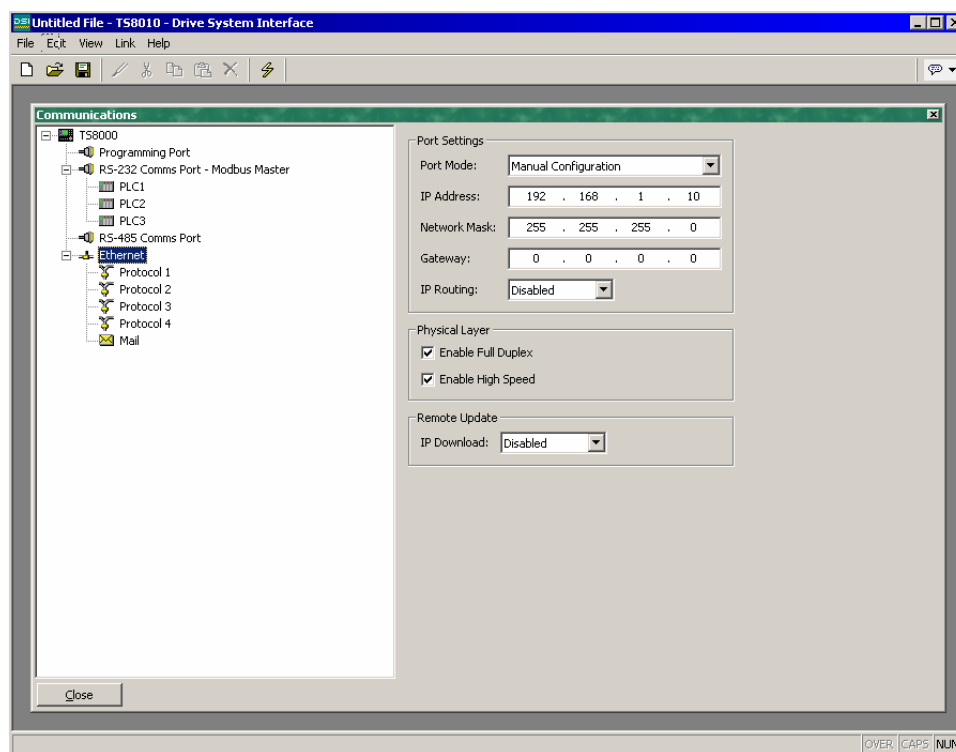 DSI Untitled File - TS8010 - Drive System Interface
File Edit View Link Help
Communications
TS8000
Programming Port
RS-232 Comms Port - Modbus Master
PLC1
PLC2
PLC3
RS-485 Comms Port
Ethernet
Protocol 1
Protocol 2
Protocol 3
Protocol 4
Mail
Port Settings
Port Mode: Manual Configuration
IP Address: 192 . 168 . 1 . 10
Network Mask: 255 . 255 . 255 . 0
Gateway: 0 . 0 . 0 . 0
IP Routing: Disabled
Physical Layer
Enable Full Duplex
Enable High Speed
Remote Update
IP Download: Disabled
Close
OVER CAPS NUM